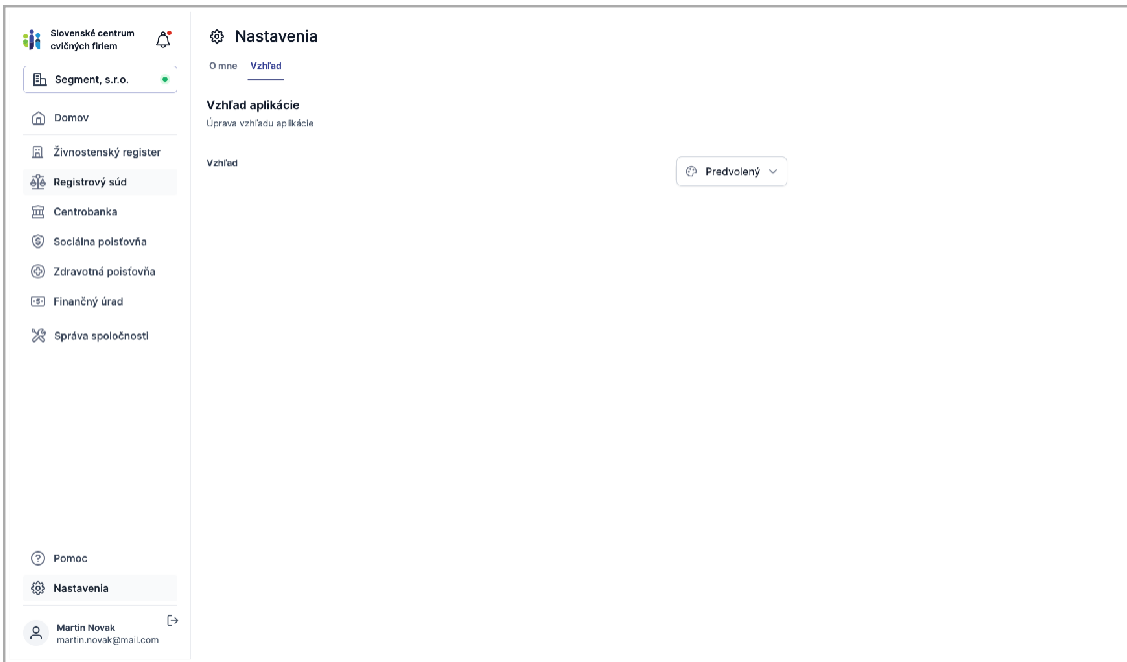 Slovenské centrum
cvičných firiem
Segment, s.r.o.
Domov
Živnostenský register
Registrový súd
Centrobanka
Sociálna poisťovňa
Zdravotná poisťovňa
Finančný úrad
Správa spoločnosti
Pomoc
Nastavenia
Martin Novak
martin.novak@mail.com
Nastavenia
O mne Vzhľad
Vzhľad aplikácie
Úprava vzhľadu aplikácie
Vzhľad
Predvolený